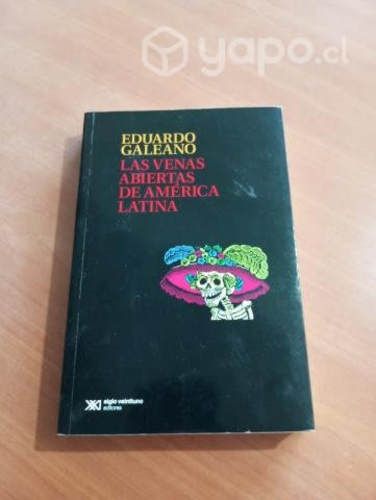 yapo.cl
EDUARDO
GALEANO
LAS VENAS
ABIERTAS
DE AMÉRICA
LATINA
siglo veintiuno
editores